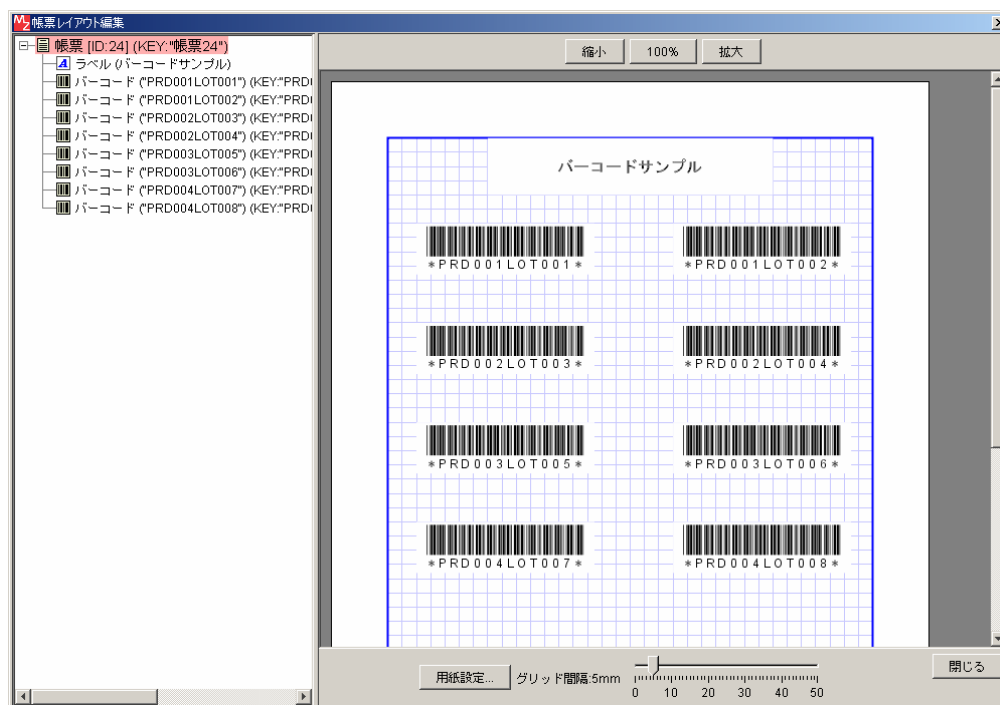 帳票レイアウト編集
帳票 [ID:24] (KEY:"帳票24")
ラベル (バーコードサンプル)
バーコード ("PRD001LOT001") (KEY:"PRD
バーコード ("PRD001LOT002") (KEY:"PRD
バーコード ("PRD002LOT003") (KEY:"PRD
バーコード ("PRD002LOT004") (KEY:"PRD
バーコード ("PRD003LOT005") (KEY:"PRD
バーコード ("PRD003LOT006") (KEY:"PRD
バーコード ("PRD004LOT007") (KEY:"PRD
バーコード ("PRD004LOT008") (KEY:"PRD
縮小 100% 拡大
バーコードサンプル
*PRD001LOT001* *PRD001LOT002*
*PRD002LOT003* *PRD002LOT004*
*PRD003LOT005* *PRD003LOT006*
*PRD004LOT007* *PRD004LOT008*
用紙設定... グリッド間隔:5mm
0 10 20 30 40 50
閉じる